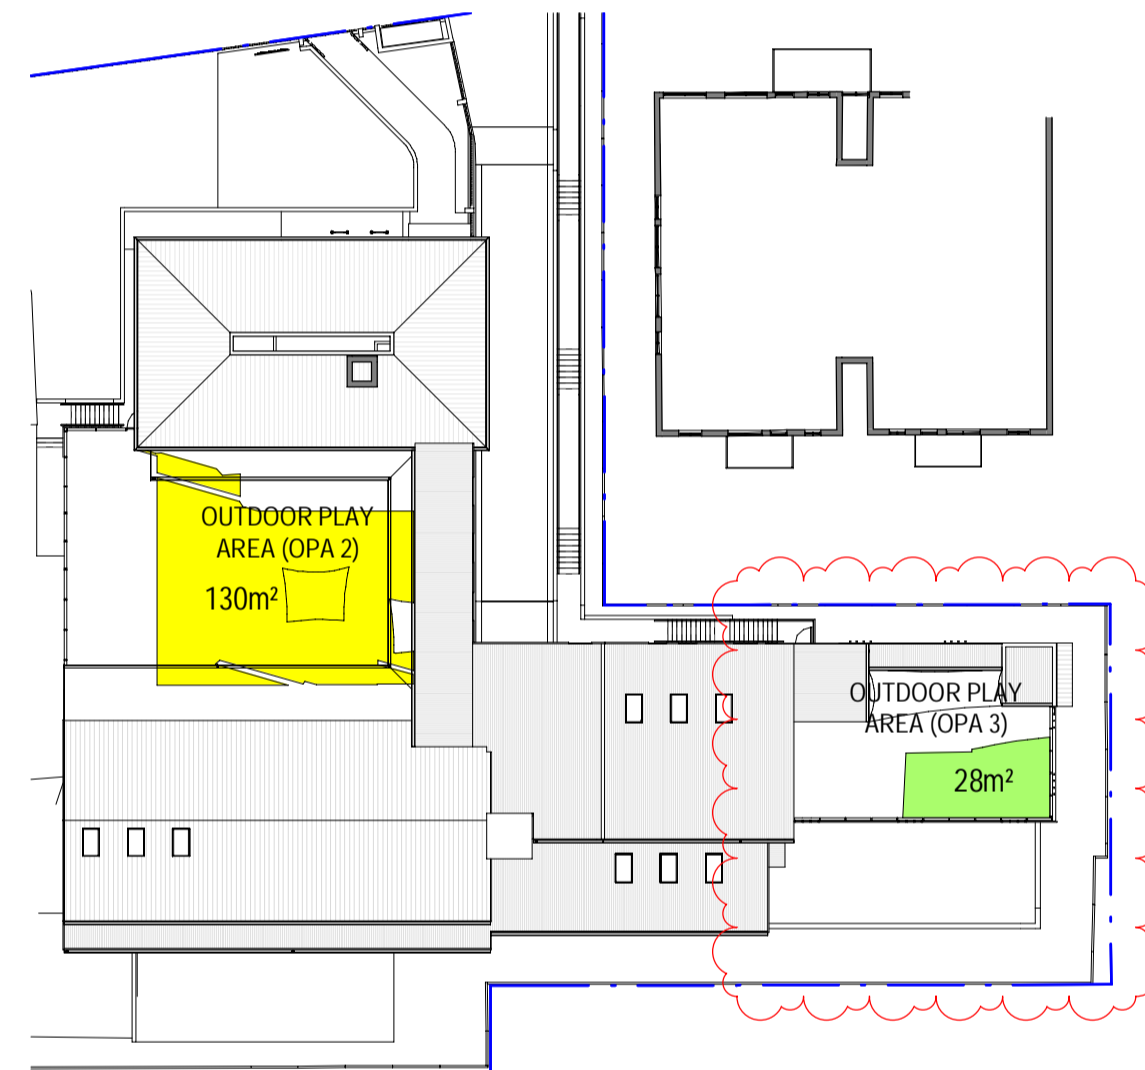 OUTDOOR PLAY
AREA (OPA 2)
130m²
OUTDOOR PLAY
AREA (OPA 3)
28m²